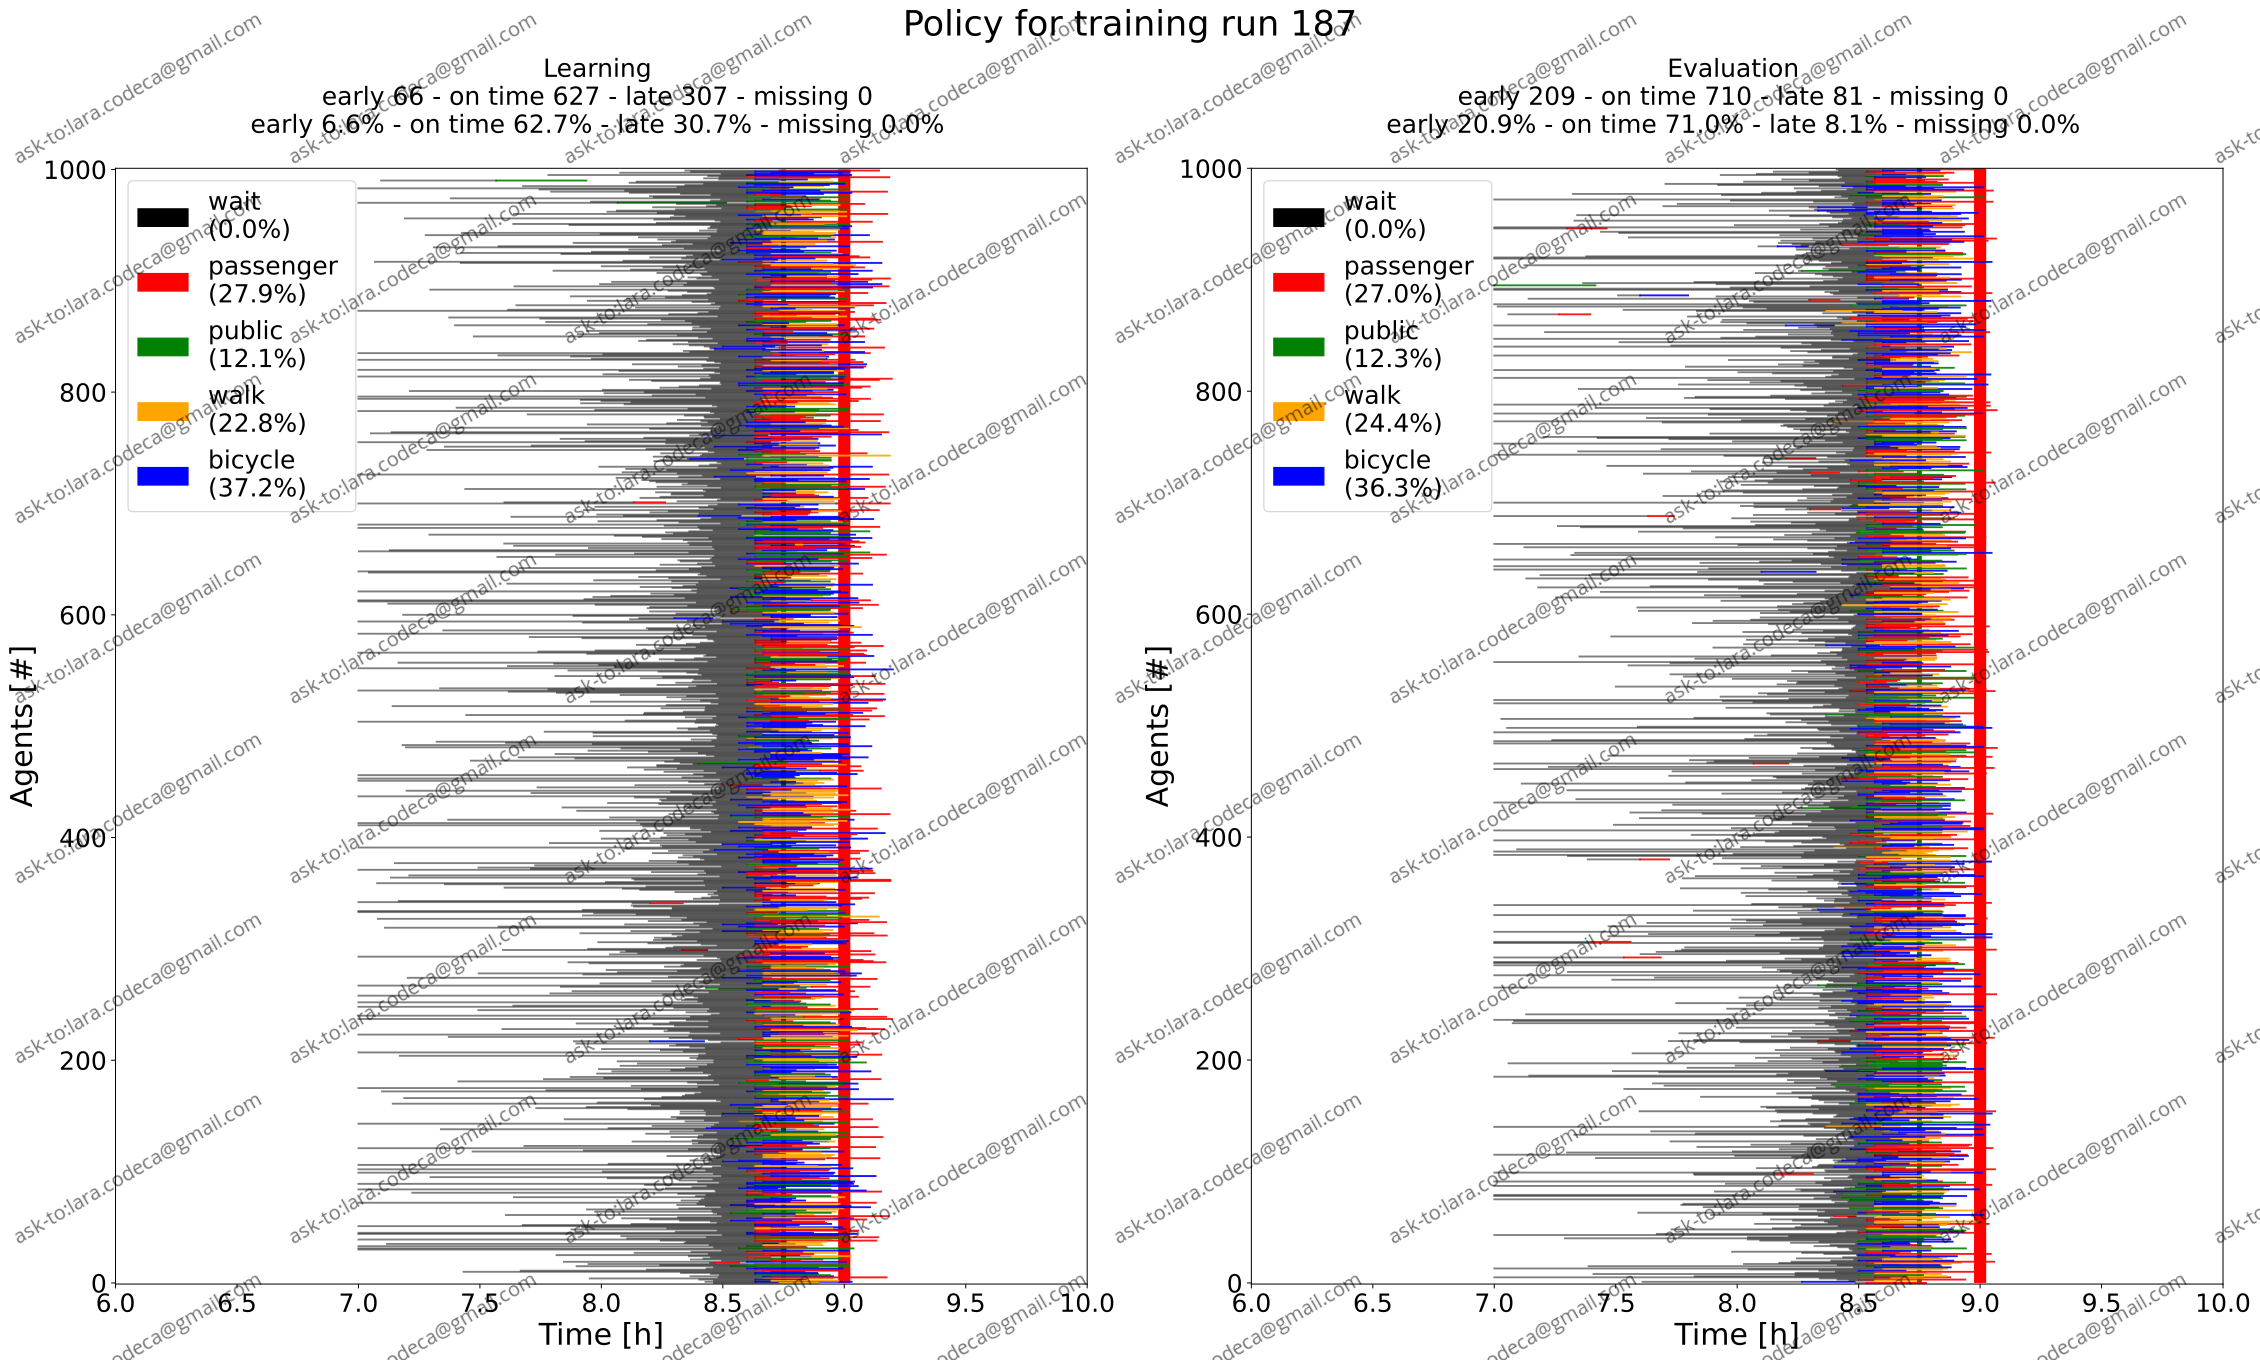 Policy for training run 187
Learning
early 66 - on time 627 - late 307 - missing 0
early 6.6% - on time 62.7% - late 30.7% - missing 0.0%
1000
800
600
400
200
0
Agents [#]
wait
(0.0%)
passenger
(27.9%)
public
(12.1%)
walk
(22.8%)
bicycle
(37.2%)
6.0 6.5 7.0 7.5 8.0 8.5 9.0 9.5 10.0
Time [h]
Evaluation
early 209 - on time 710 - late 81 - missing 0
early 20.9% - on time 71.0% - late 8.1% - missing 0.0%
1000
800
600
400
200
0
Agents [#]
wait
(0.0%)
passenger
(27.0%)
public
(12.3%)
walk
(24.4%)
bicycle
(36.3%)
6.0 6.5 7.0 7.5 8.0 8.5 9.0 9.5 10.0
Time [h]
ask-to:lara.codeca@gmail.com